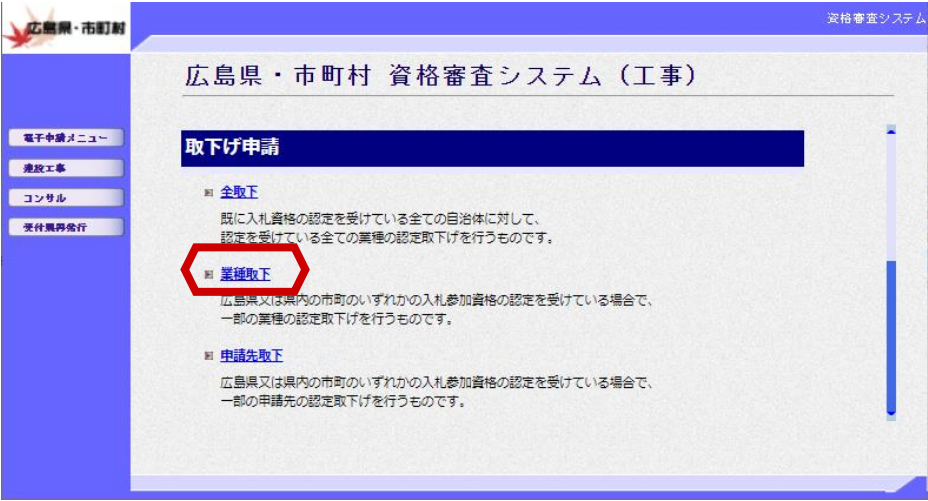 広島県・市町村
資格審査システム
広島県・市町村 資格審査システム（工事）
電子申請メニュー
建設工事
コンサル
受付票再発行
取下げ申請
全取下
既に入札資格の認定を受けている全ての自治体に対して、
認定を受けている全ての業種の認定取下げを行うものです。
業種取下
広島県又は県内の市町のいずれかの入札参加資格の認定を受けている場合で、
一部の業種の認定取下げを行うものです。
申請先取下
広島県又は県内の市町のいずれかの入札参加資格の認定を受けている場合で、
一部の申請先の認定取下げを行うものです。